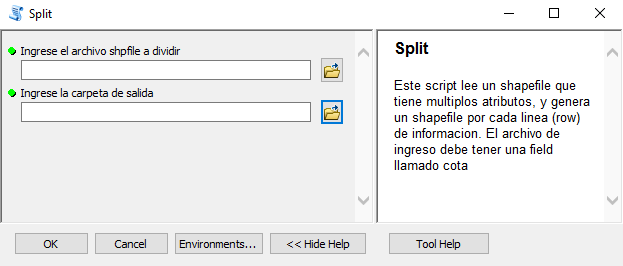 Split
Ingrese el archivo shpfile a dividir
Ingrese la carpeta de salida
Split
Este script lee un shapefile que
tiene multiplos atributos, y genera
un shapefile por cada linea (row)
de informacion. El archivo de
ingreso debe tener una field
llamado cota
OK
Cancel
Environments...
<< Hide Help
Tool Help